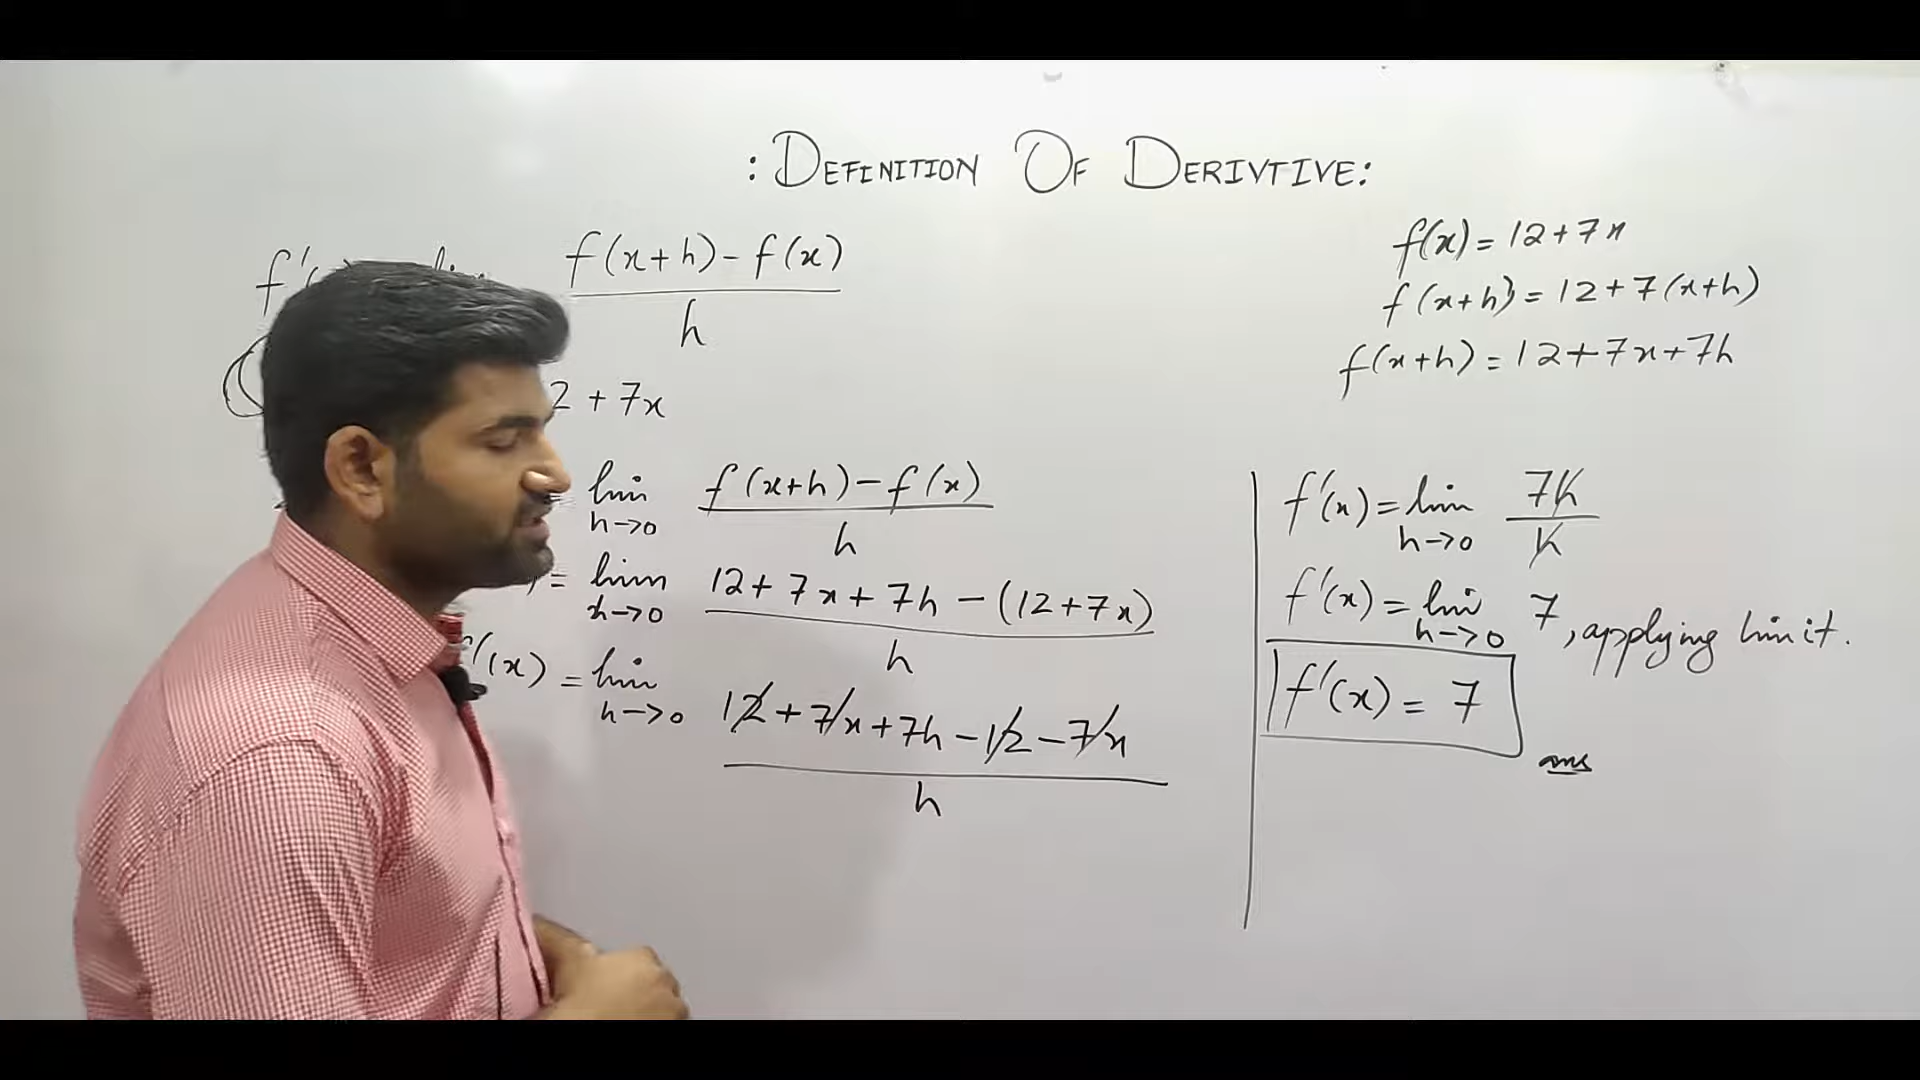 : DEFINITION OF DERIVTIVE:
f'( f(x+h) - f(x)
h
2 + 7x
lim f(x+h) - f(x)
h→0 h
= lim 12 + 7x + 7h - (12+7x)
h→0 h
'(x) = lim 12 + 7x + 7h - 12 - 7x
h→0 h
f(x) = 12+7x
f(x+h) = 12+7(x+h)
f(x+h) = 12+7x+7h
f'(x) = lim 7h
h→0 h
f'(x) = lim 7, applying limit.
h→0
f'(x) = 7
ans